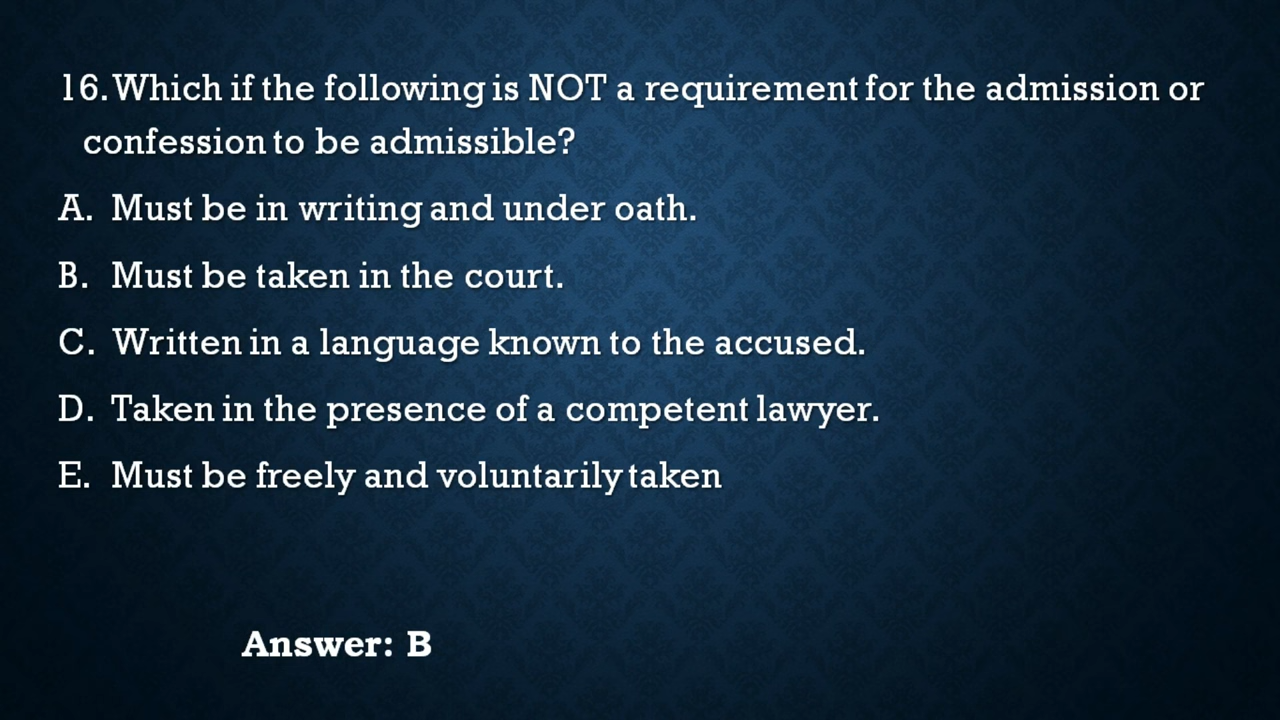 16. Which if the following is NOT a requirement for the admission or
confession to be admissible?
A. Must be in writing and under oath.
B. Must be taken in the court.
C. Written in a language known to the accused.
D. Taken in the presence of a competent lawyer.
E. Must be freely and voluntarily taken
Answer: B